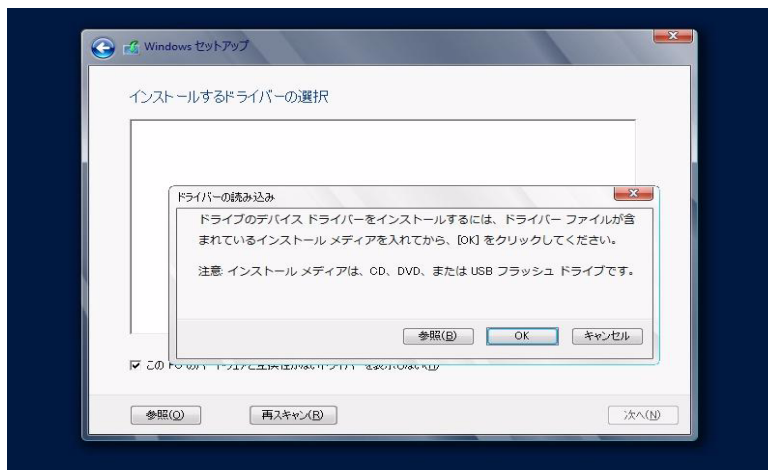 Windows セットアップ
インストールするドライバーの選択
ドライバーの読み込み
ドライブのデバイス ドライバーをインストールするには、ドライバー ファイルが含
まれているインストール メディアを入れてから、[OK] をクリックしてください。
注意: インストール メディアは、CD、DVD、または USB フラッシュ ドライブです。
参照(B) OK キャンセル
この
参照(O) 再スキャン(R) 次へ(N)